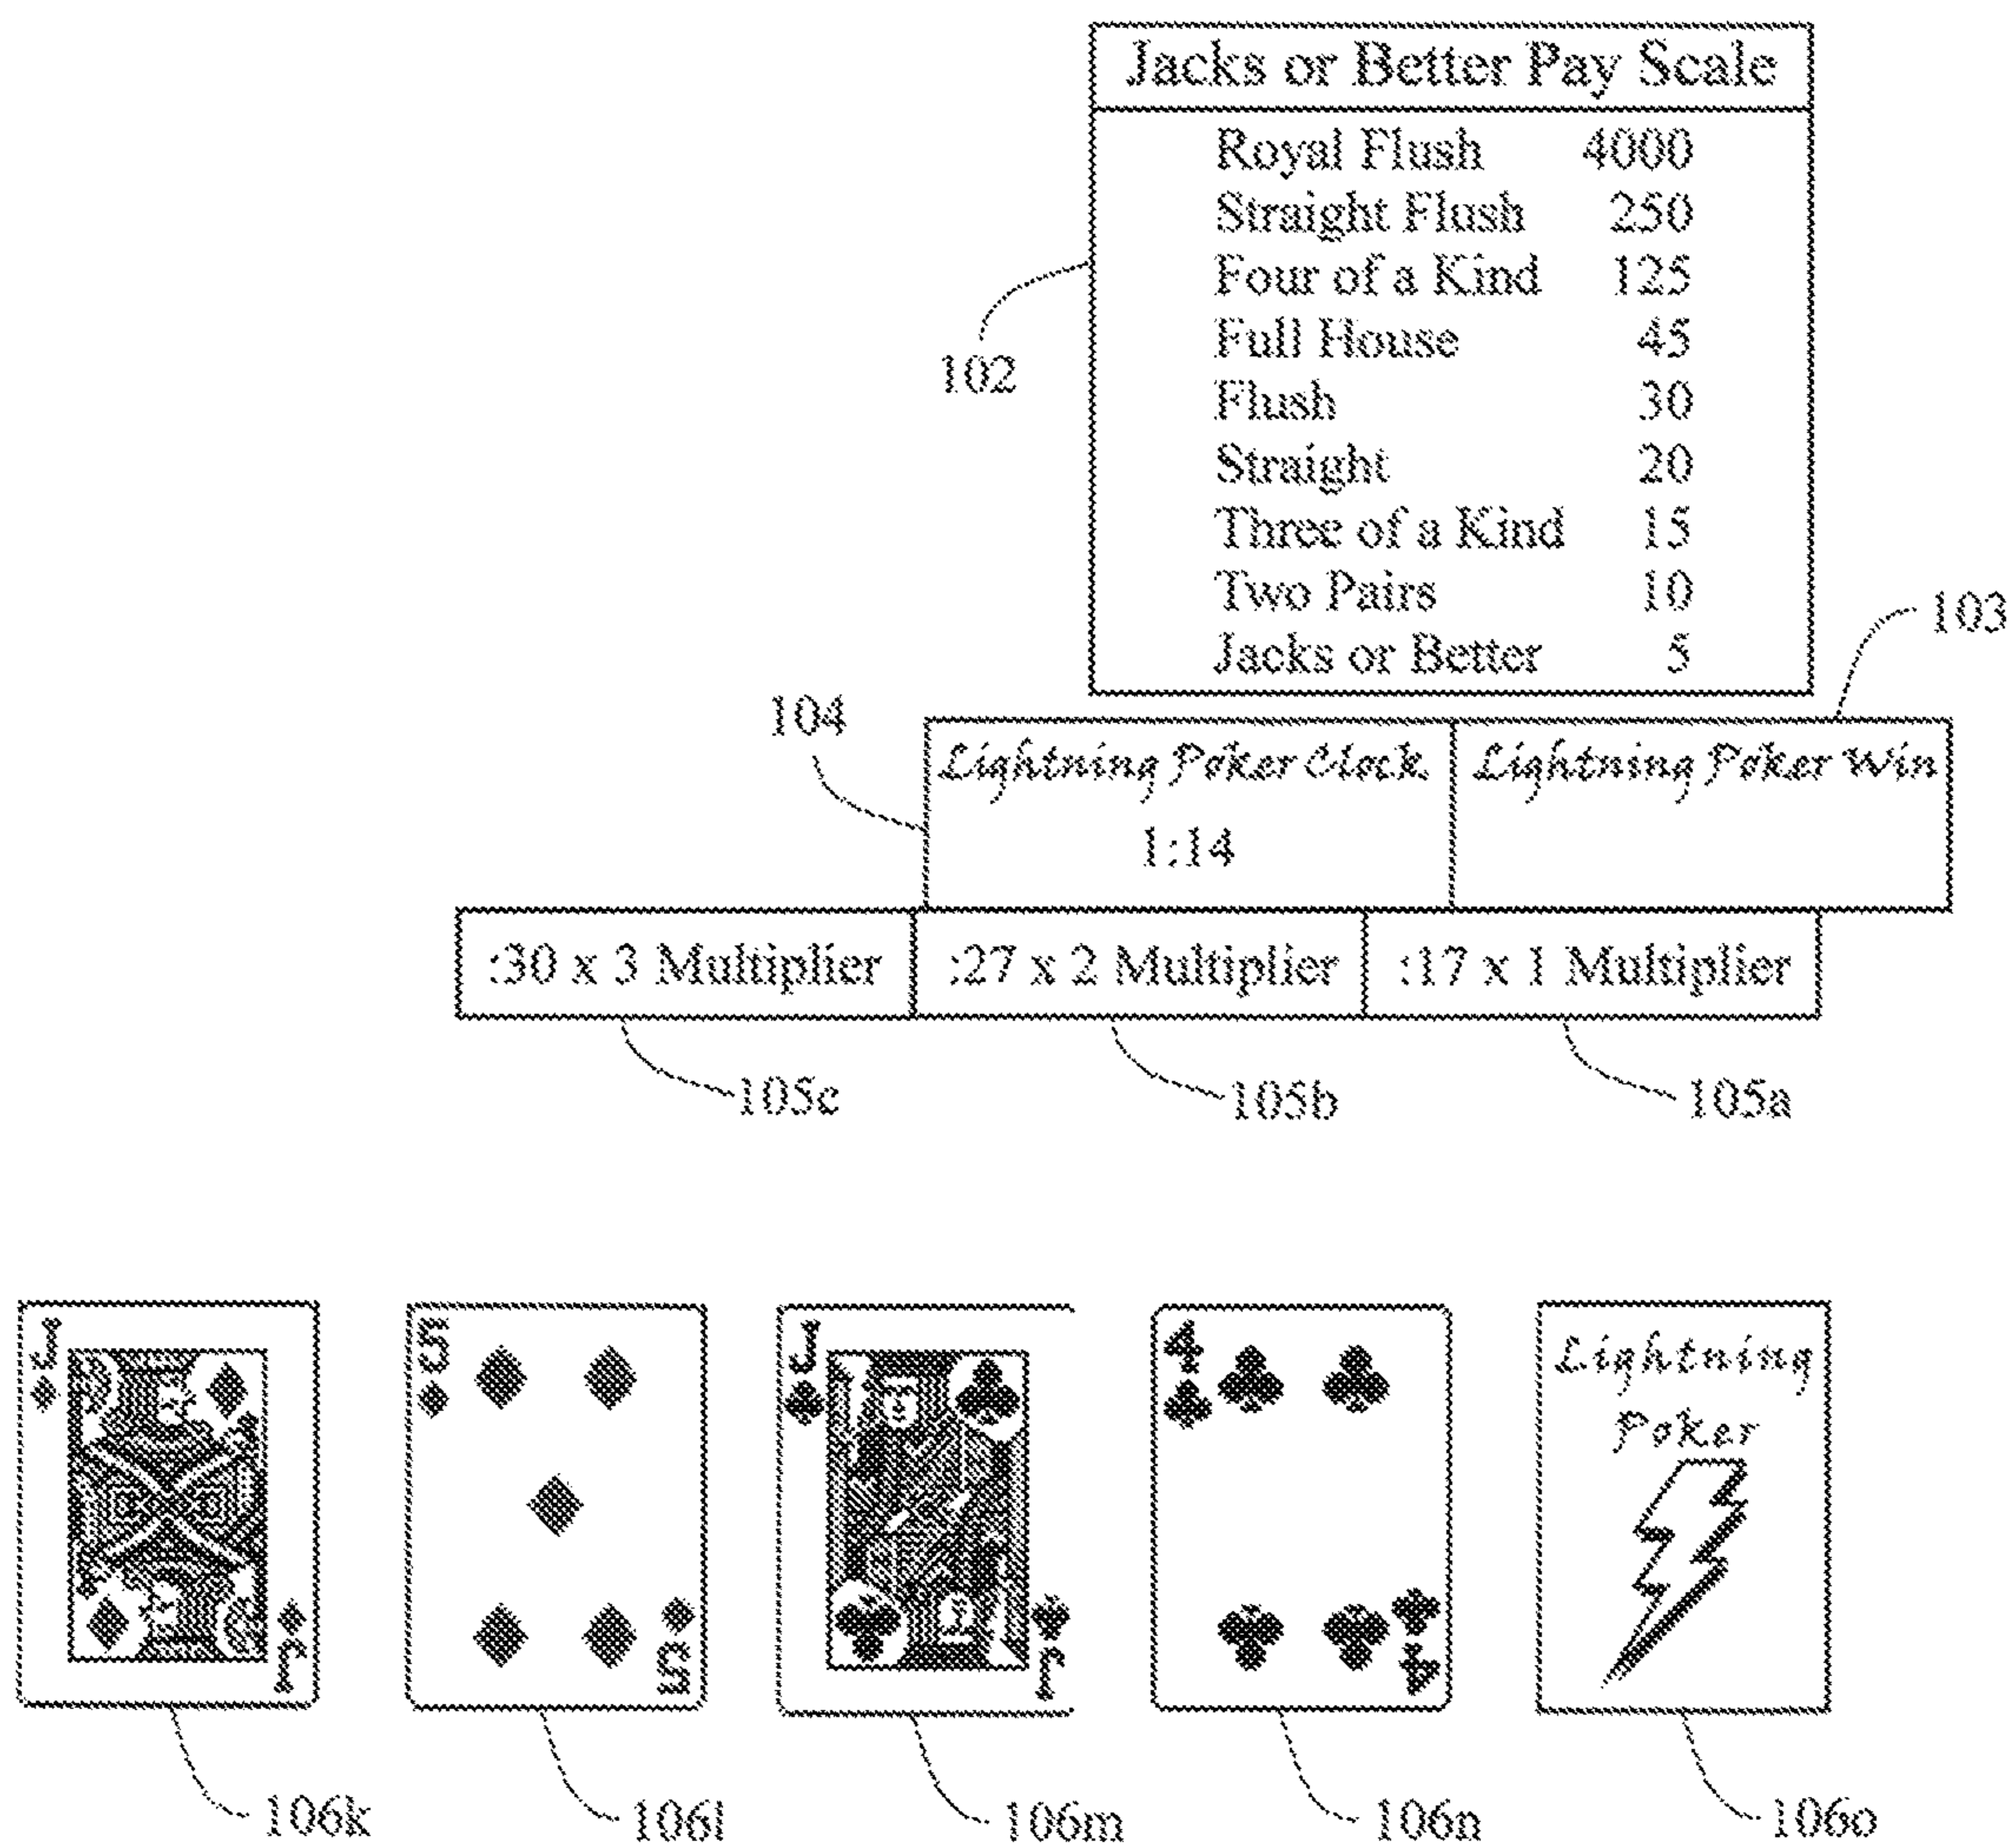 Jacks or Better Pay Scale
Royal Flush 4000
Straight Flush 250
Four of a Kind 125
Full House 45
Flush 30
Straight 20
Three of a Kind 15
Two Pairs 10
Jacks or Better 5
102
103
104
Lightning Poker Clock
1:14
Lightning Poker Win
:30 x 3 Multiplier
:27 x 2 Multiplier
:17 x 1 Multiplier
105c
105b
105a
J
J
5
5
J
J
4
4
Lightning
Poker
106k
106l
106m
106n
106o